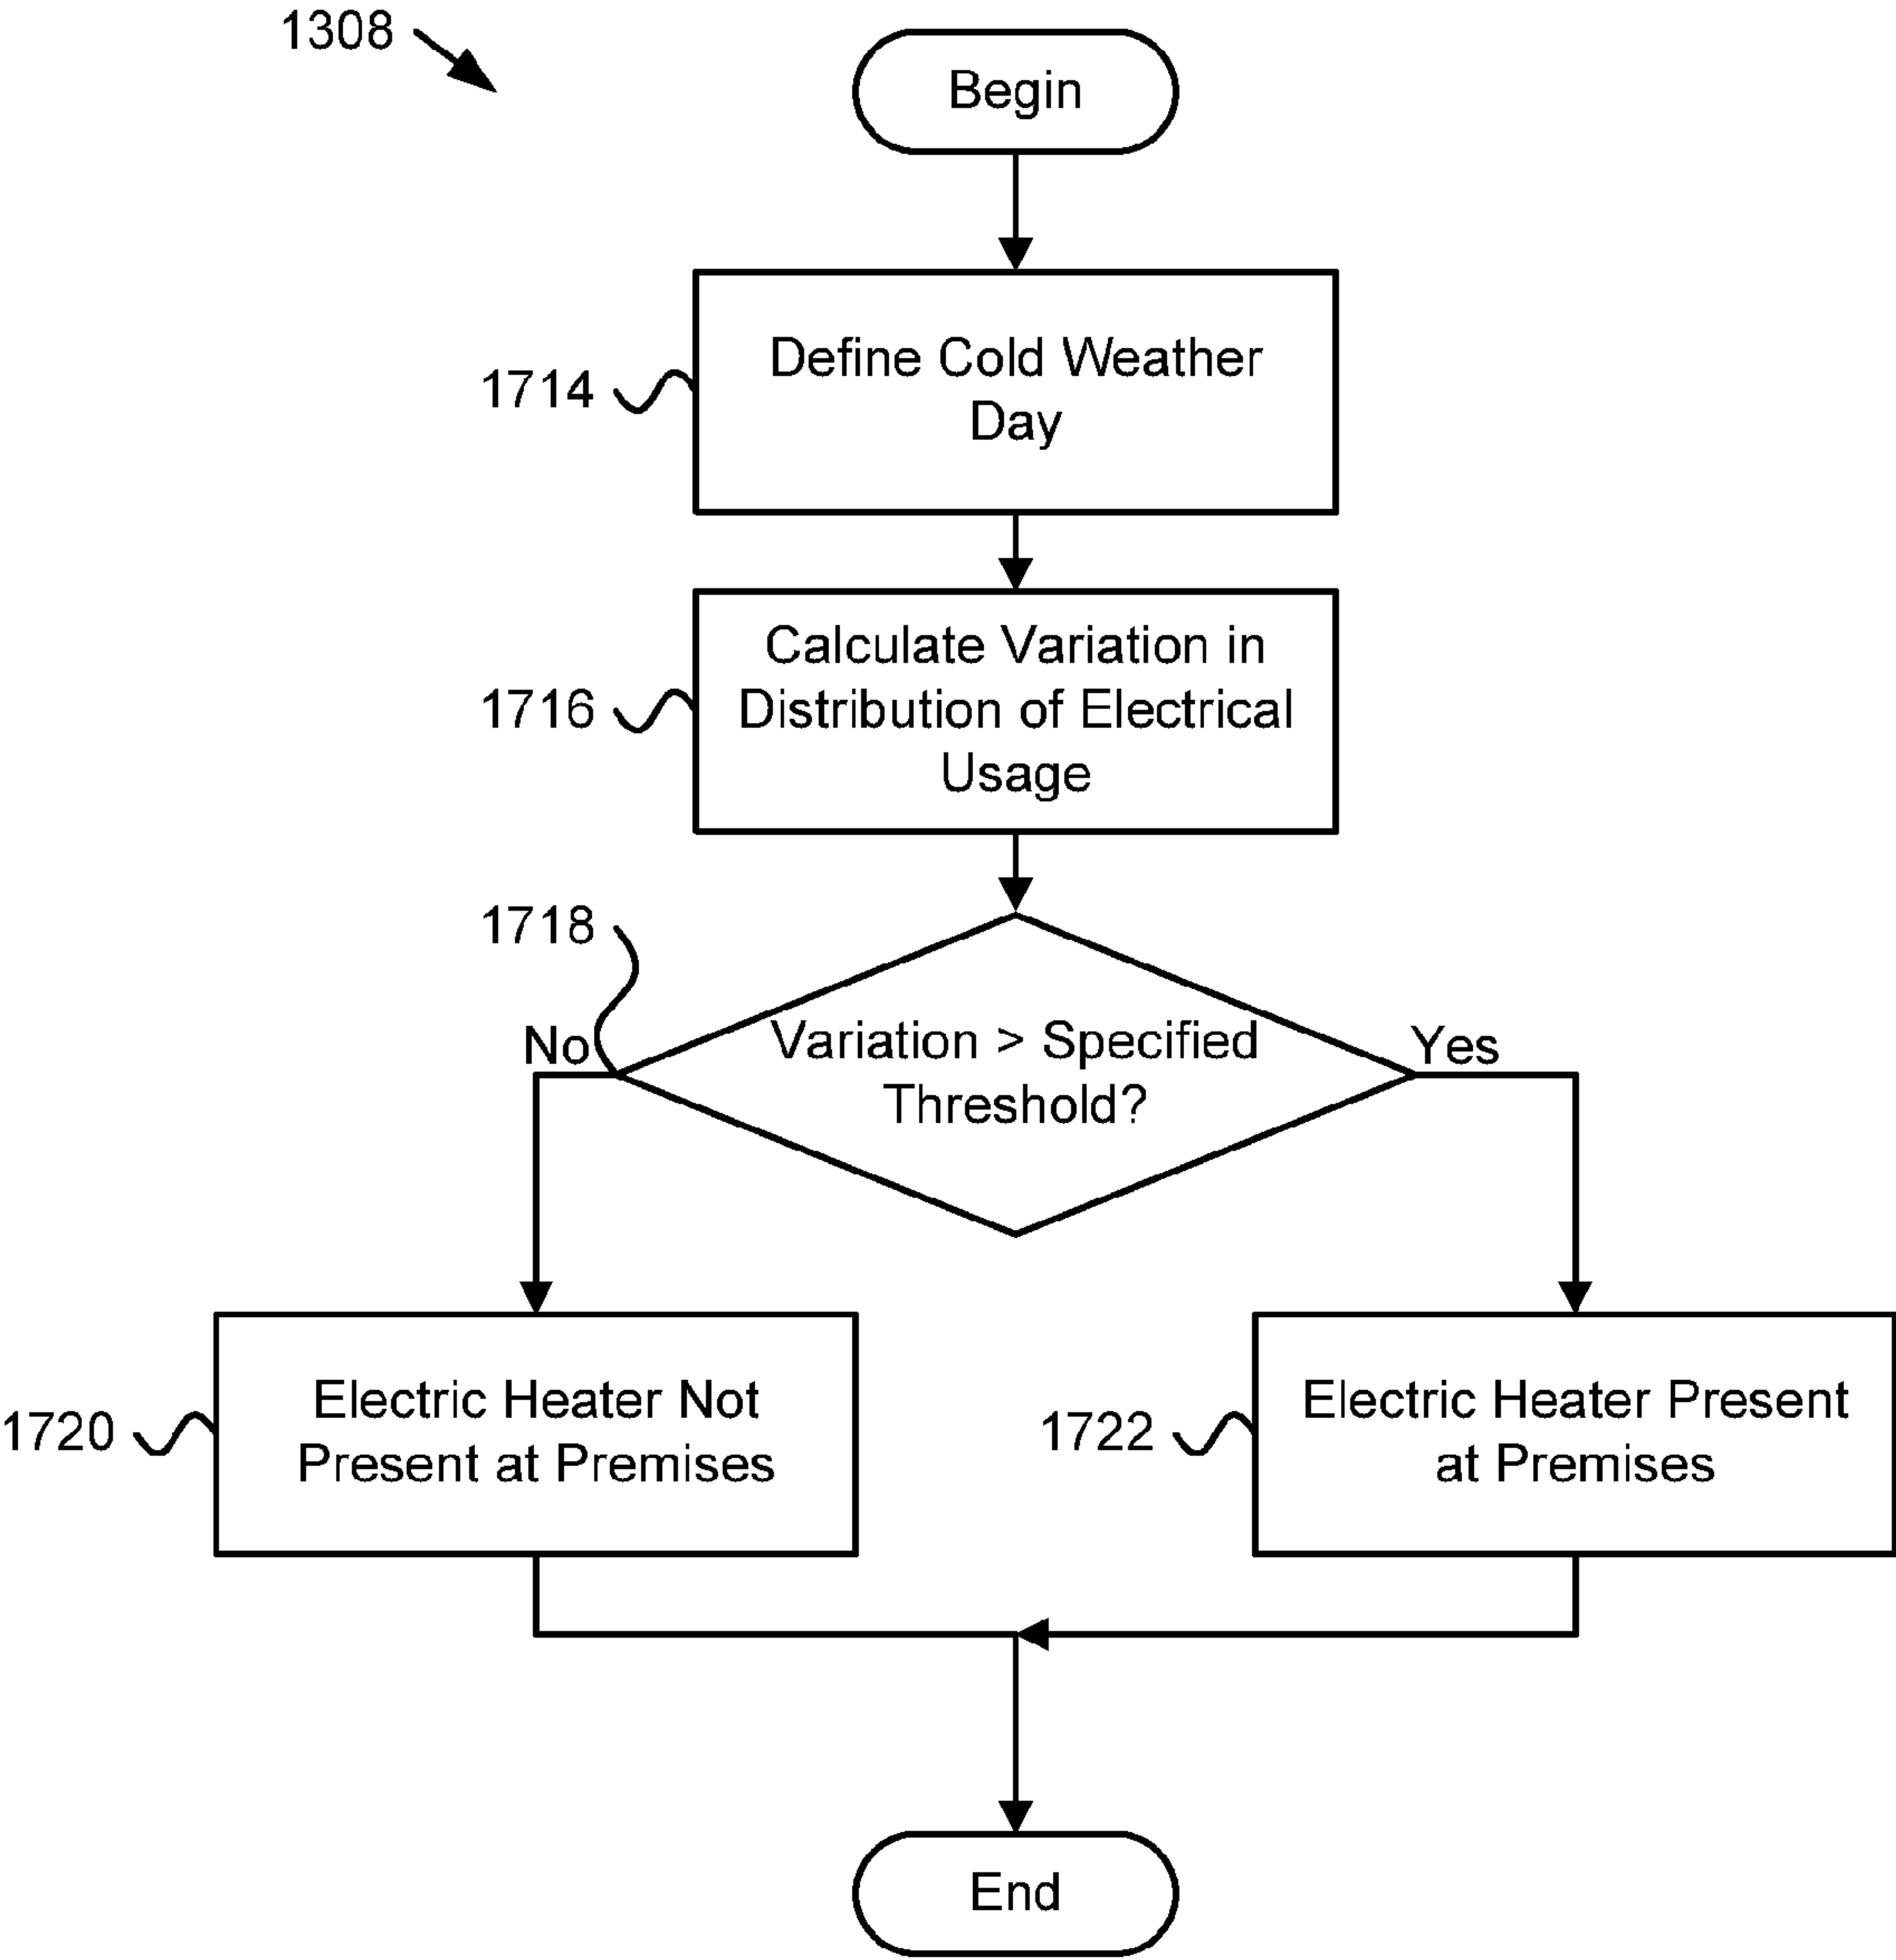 1308
Begin
Define Cold Weather
Day
1714
Calculate Variation in
Distribution of Electrical
Usage
1716
1718
No
Variation > Specified
Threshold?
Yes
Electric Heater Not
Present at Premises
1720
Electric Heater Present
at Premises
1722
End